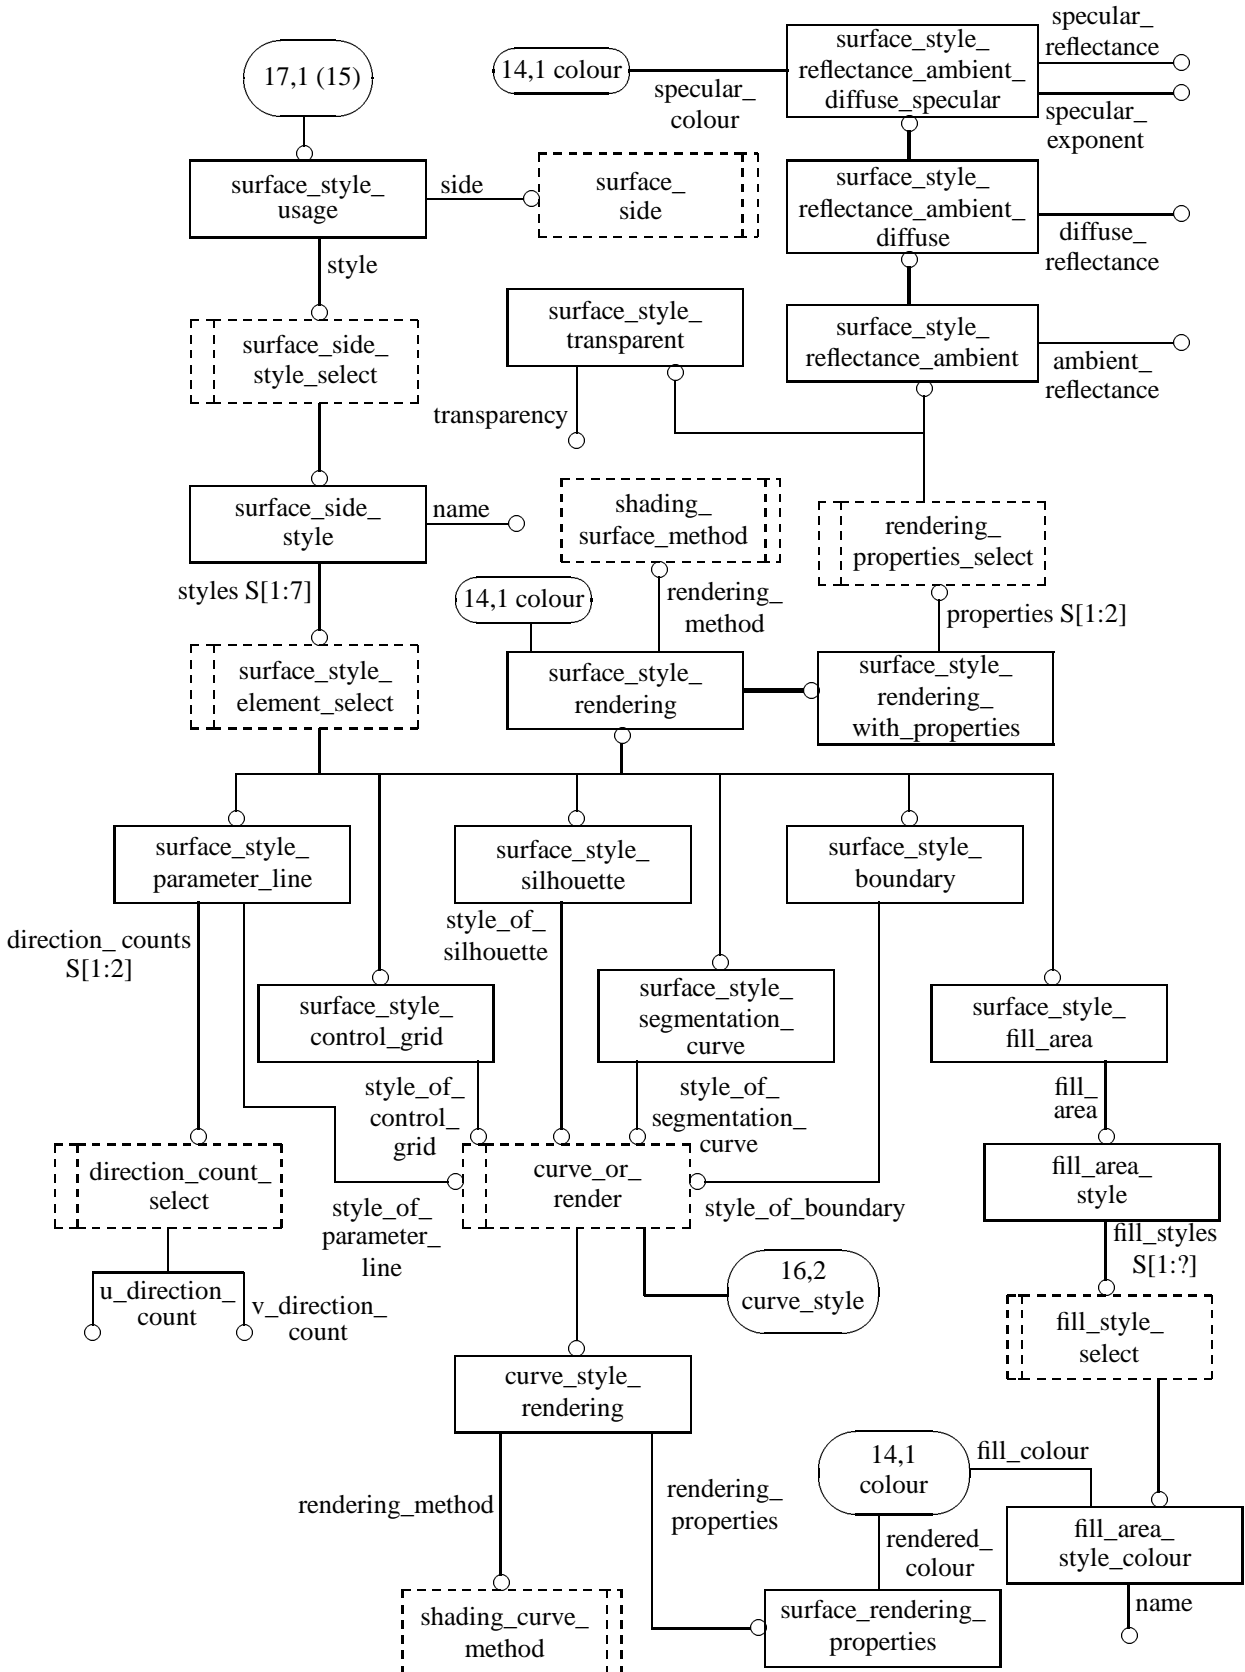 specular_
reflectance
17,1 (15)
14,1 colour
surface_style_
reflectance_ambient_
diffuse_specular
specular_
colour
specular_
exponent
surface_style_
usage
side
surface_
side
surface_style_
reflectance_ambient_
diffuse
diffuse_
reflectance
style
surface_side_
style_select
surface_style_
transparent
surface_style_
reflectance_ambient
ambient_
reflectance
transparency
surface_side_
style
name
shading_
surface_method
rendering_
properties_select
styles S[1:7]
14,1 colour
rendering_
method
properties S[1:2]
surface_style_
element_select
surface_style_
rendering
surface_style_
rendering_
with_properties
surface_style_
parameter_line
surface_style_
silhouette
surface_style_
boundary
direction_ counts
S[1:2]
style_of_
silhouette
surface_style_
control_grid
surface_style_
segmentation_
curve
surface_style_
fill_area
style_of_
control_
grid
style_of_
segmentation_
curve
fill_
area
direction_count_
select
style_of_
parameter_
line
curve_or_
render
style_of_boundary
fill_area_
style
fill_styles
S[1:?]
u_direction_
count
v_direction_
count
16,2
curve_style
fill_style_
select
curve_style_
rendering
rendering_method
rendering_
properties
14,1
colour
fill_colour
rendered_
colour
fill_area_
style_colour
name
shading_curve_
method
surface_rendering_
properties